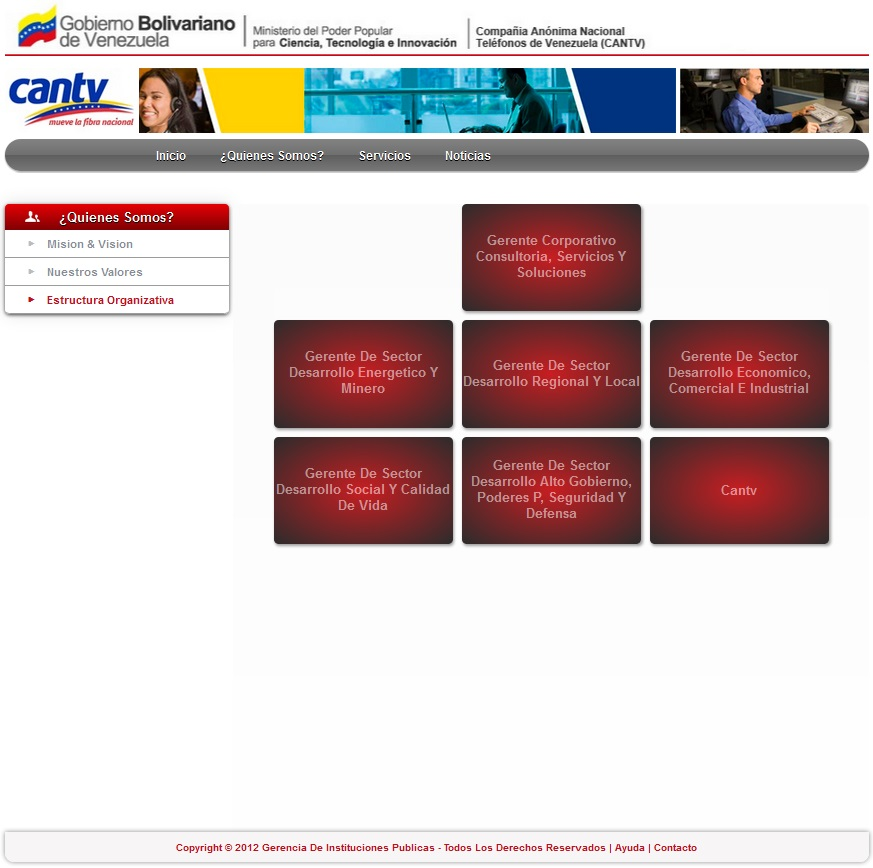 Gobierno Bolivariano
de Venezuela
Ministerio del Poder Popular
para Ciencia, Tecnología e Innovación
Compañia Anónima Nacional
Teléfonos de Venezuela (CANTV)
cantv
mueve la fibra nacional
Inicio ¿Quienes Somos? Servicios Noticias
¿Quienes Somos?
Mision & Vision
Nuestros Valores
Estructura Organizativa
Gerente Corporativo
Consultoria, Servicios Y
Soluciones
Gerente De Sector
Desarrollo Energetico Y
Minero
Gerente De Sector
Desarrollo Regional Y Local
Gerente De Sector
Desarrollo Economico,
Comercial E Industrial
Gerente De Sector
Desarrollo Social Y Calidad
De Vida
Gerente De Sector
Desarrollo Alto Gobierno,
Poderes P, Seguridad Y
Defensa
Cantv
Copyright © 2012 Gerencia De Instituciones Publicas - Todos Los Derechos Reservados | Ayuda | Contacto